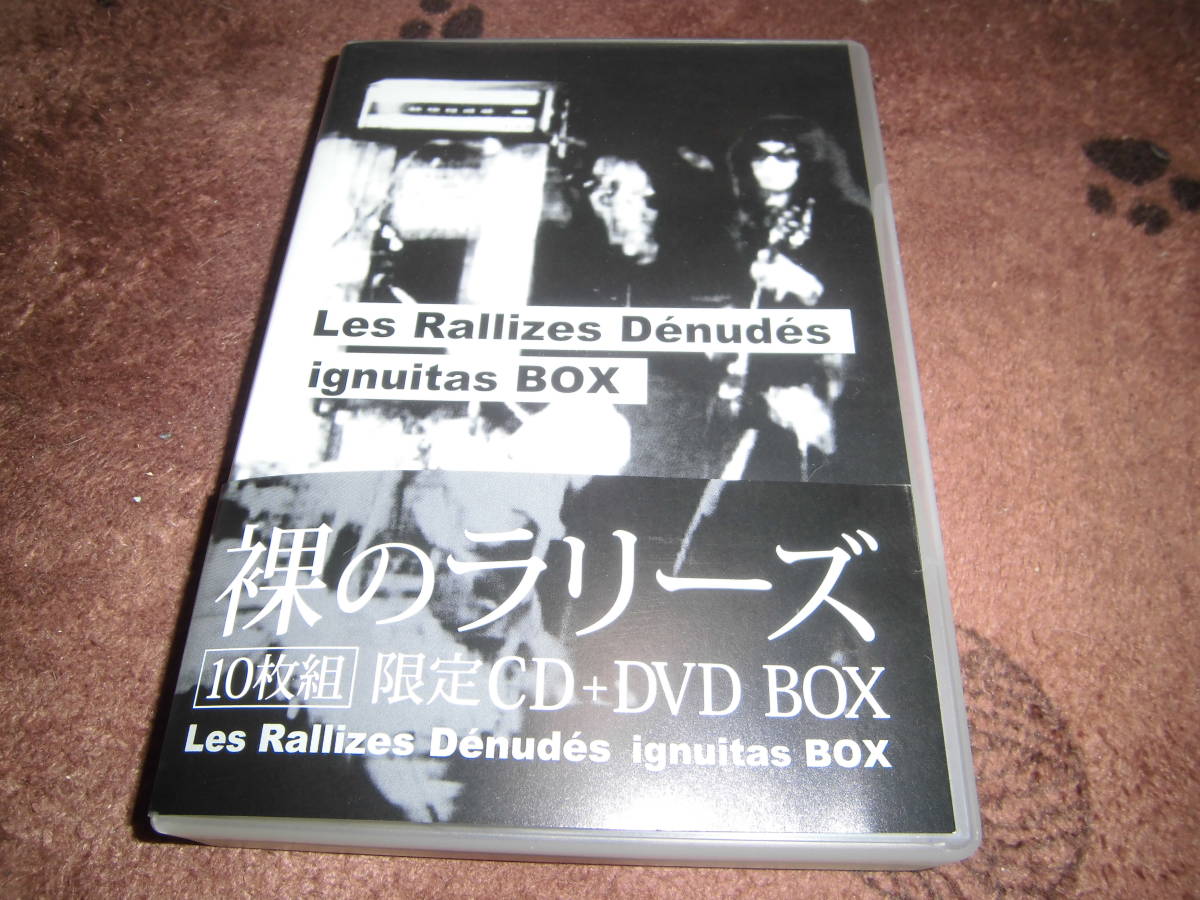 Les Rallizes Dénudés
ignuitas BOX
裸のラリーズ
10枚組 限定CD+DVD BOX
Les Rallizes Dénudés ignuitas BOX